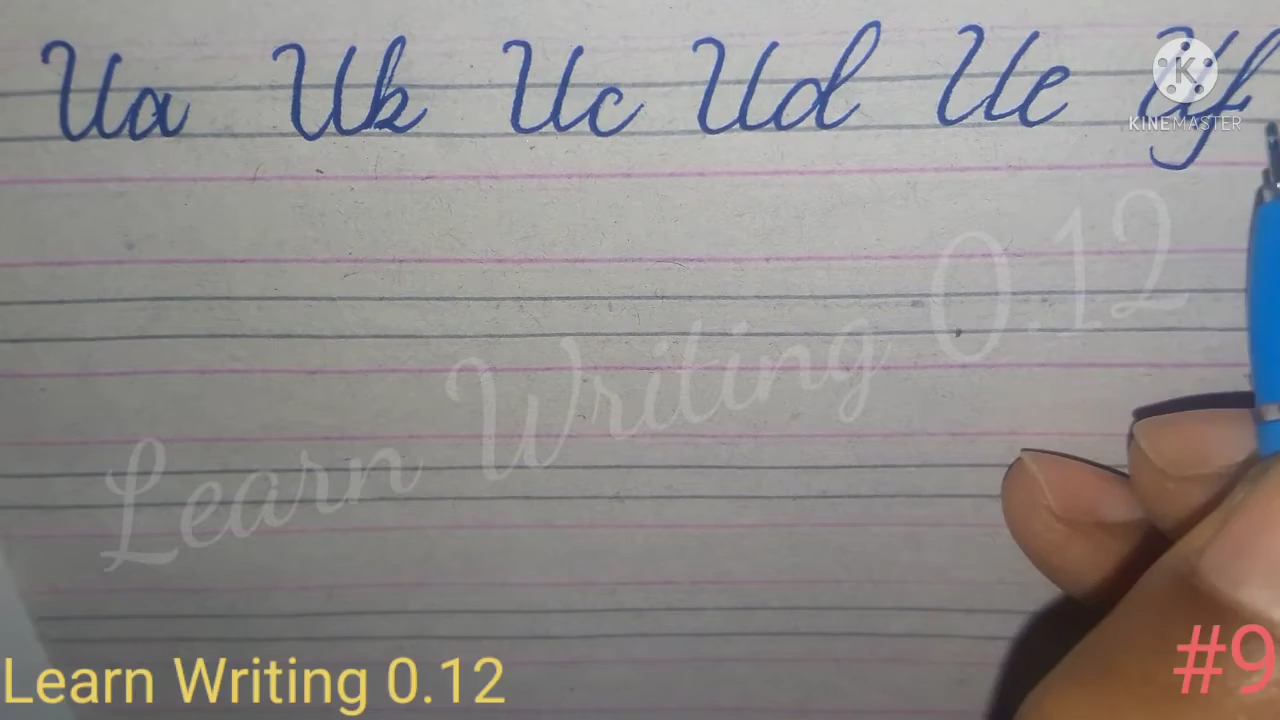 Ua Ub Uc Ud Ue Uf
KINEMASTER
Learn Writing 0.12
Learn Writing 0.12
#9